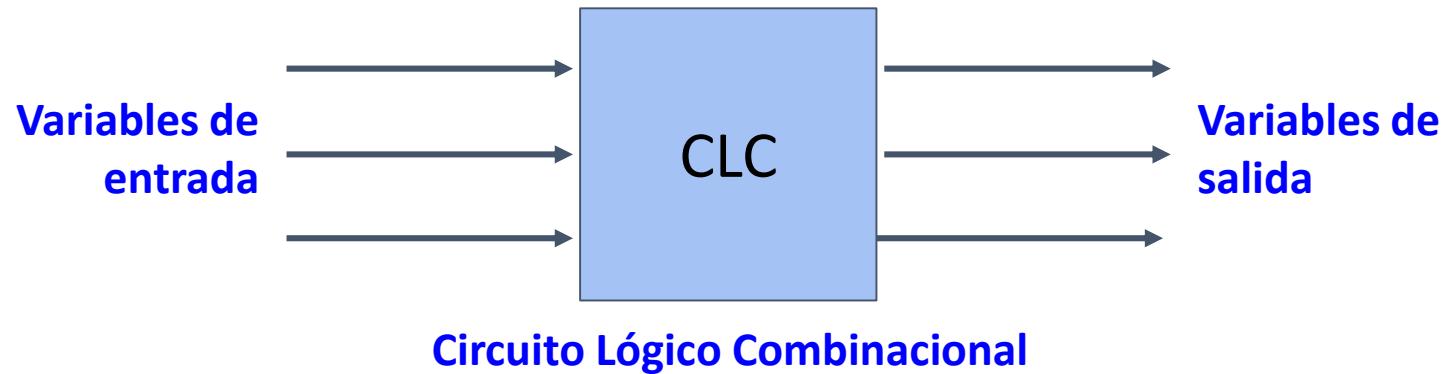 Variables de
entrada
CLC
Variables de
salida
Circuito Lógico Combinacional